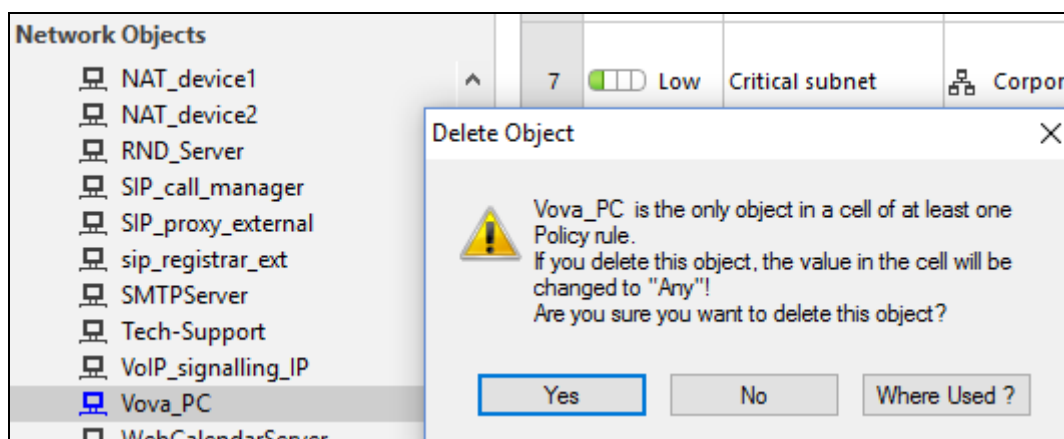 Network Objects
NAT_device1
NAT_device2
RND_Server
SIP_call_manager
SIP_proxy_external
sip_registrar_ext
SMTPServer
Tech-Support
VoIP_signalling_IP
Vova_PC
WebCalendarServer
7 Low Critical subnet Corpor
Delete Object
Vova_PC is the only object in a cell of at least one
Policy rule.
If you delete this object, the value in the cell will be
changed to "Any"!
Are you sure you want to delete this object?
Yes No Where Used ?